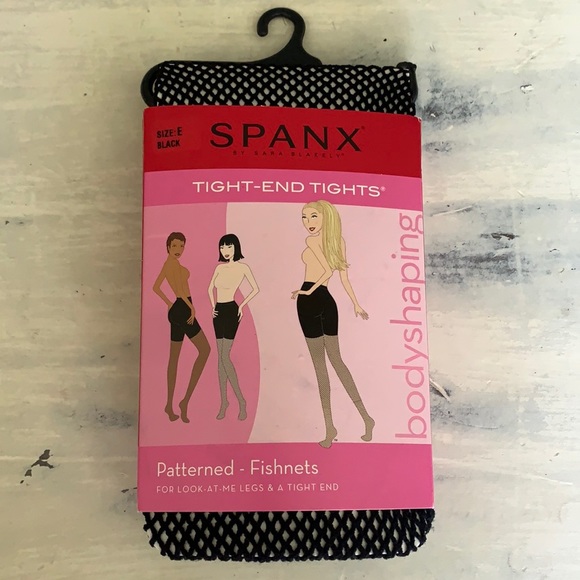 SIZE: E
BLACK
SPANX®
BY SARA BLAKELY®
TIGHT-END TIGHTS®
bodyshaping
Patterned - Fishnets
FOR LOOK-AT-ME LEGS & A TIGHT END